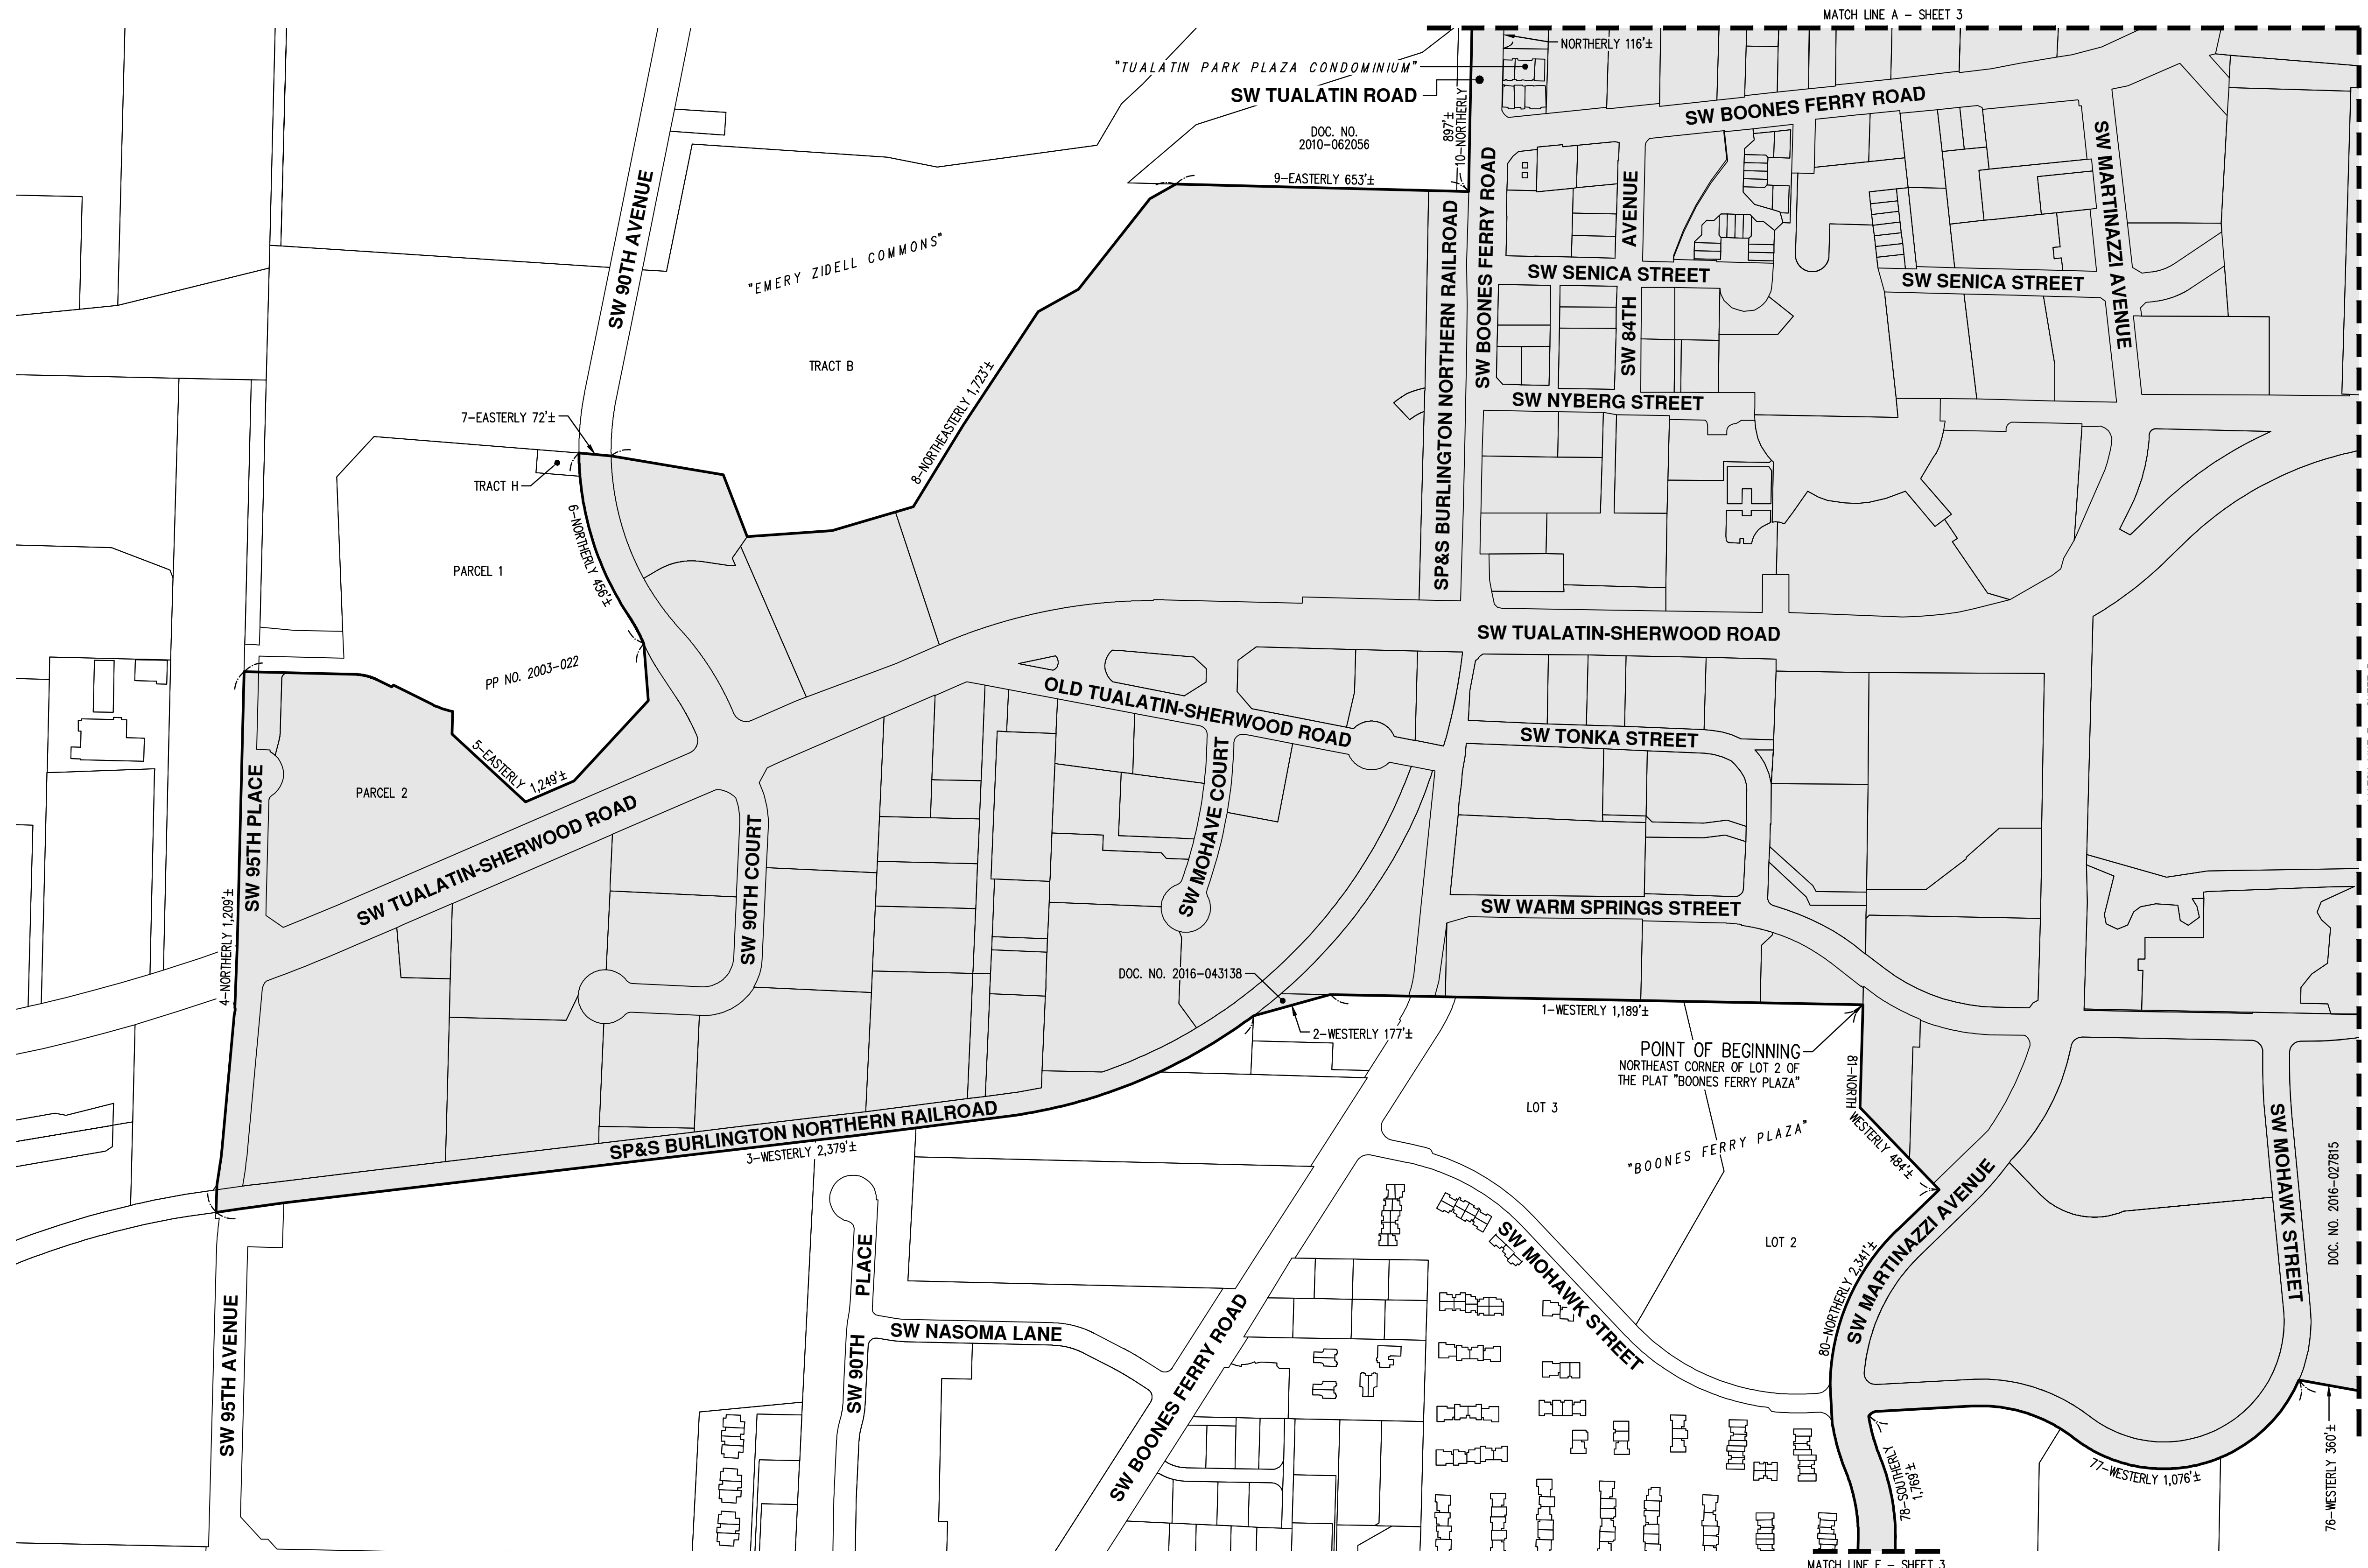 MATCH LINE A – SHEET 3
NORTHERLY 116'±
"TUALATIN PARK PLAZA CONDOMINIUM"
SW TUALATIN ROAD
10-NORTHERLY
897'±
DOC. NO.
2010-062056
9-EASTERLY 653'±
SW BOONES FERRY ROAD
SW MARTINAZZI AVENUE
SW 90TH AVENUE
"EMERY ZIDELL COMMONS"
TRACT B
SP&S BURLINGTON NORTHERN RAILROAD
SW BOONES FERRY ROAD
SW 84TH
AVENUE
SW SENICA STREET
SW SENICA STREET
SW NYBERG STREET
7-EASTERLY 72'±
TRACT H
8-NORTHEASTERLY 1,723'±
6-NORTHERLY 456'±
PARCEL 1
PP NO. 2003-022
SW TUALATIN-SHERWOOD ROAD
OLD TUALATIN-SHERWOOD ROAD
SW TONKA STREET
5-EASTERLY 1,249'±
PARCEL 2
SW 95TH PLACE
SW TUALATIN-SHERWOOD ROAD
SW 90TH COURT
SW MOHAVE COURT
SW WARM SPRINGS STREET
4-NORTHERLY 1,209'±
DOC. NO. 2016-043138
1-WESTERLY 1,189'±
2-WESTERLY 177'±
POINT OF BEGINNING
NORTHEAST CORNER OF LOT 2 OF
THE PLAT "BOONES FERRY PLAZA"
81-NORTH
WESTERLY 484'±
LOT 3
"BOONES FERRY PLAZA"
LOT 2
SP&S BURLINGTON NORTHERN RAILROAD
3-WESTERLY 2,379'±
SW MOHAWK STREET
SW MARTINAZZI AVENUE
80-NORTHERLY 2,341'±
SW MOHAWK STREET
DOC. NO. 2016-027815
SW 95TH AVENUE
SW 90TH
PLACE
SW NASOMA LANE
SW BOONES FERRY ROAD
78-SOUTHERLY
1,769'±
77-WESTERLY 1,076'±
76-WESTERLY 360'±
MATCH LINE E – SHEET 3